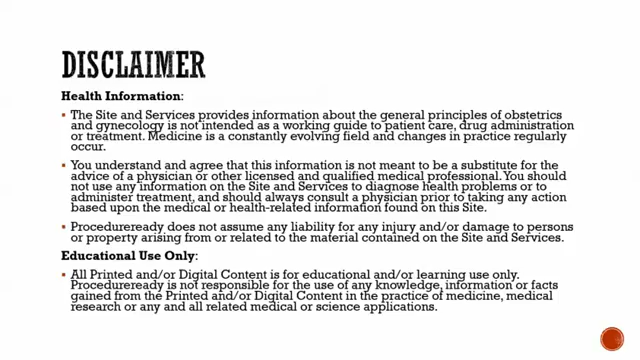 DISCLAIMER
Health Information:
▪ The Site and Services provides information about the general principles of obstetrics
and gynecology is not intended as a working guide to patient care, drug administration
or treatment. Medicine is a constantly evolving field and changes in practice regularly
occur.
▪ You understand and agree that this information is not meant to be a substitute for the
advice of a physician or other licensed and qualified medical professional. You should
not use any information on the Site and Services to diagnose health problems or to
administer treatment, and should always consult a physician prior to taking any action
based upon the medical or health-related information found on this Site.
▪ Procedureready does not assume any liability for any injury and/or damage to persons
or property arising from or related to the material contained on the Site and Services.
Educational Use Only:
▪ All Printed and/or Digital Content is for educational and/or learning use only.
Procedureready is not responsible for the use of any knowledge, information or facts
gained from the Printed and/or Digital Content in the practice of medicine, medical
research or any and all related medical or science applications.